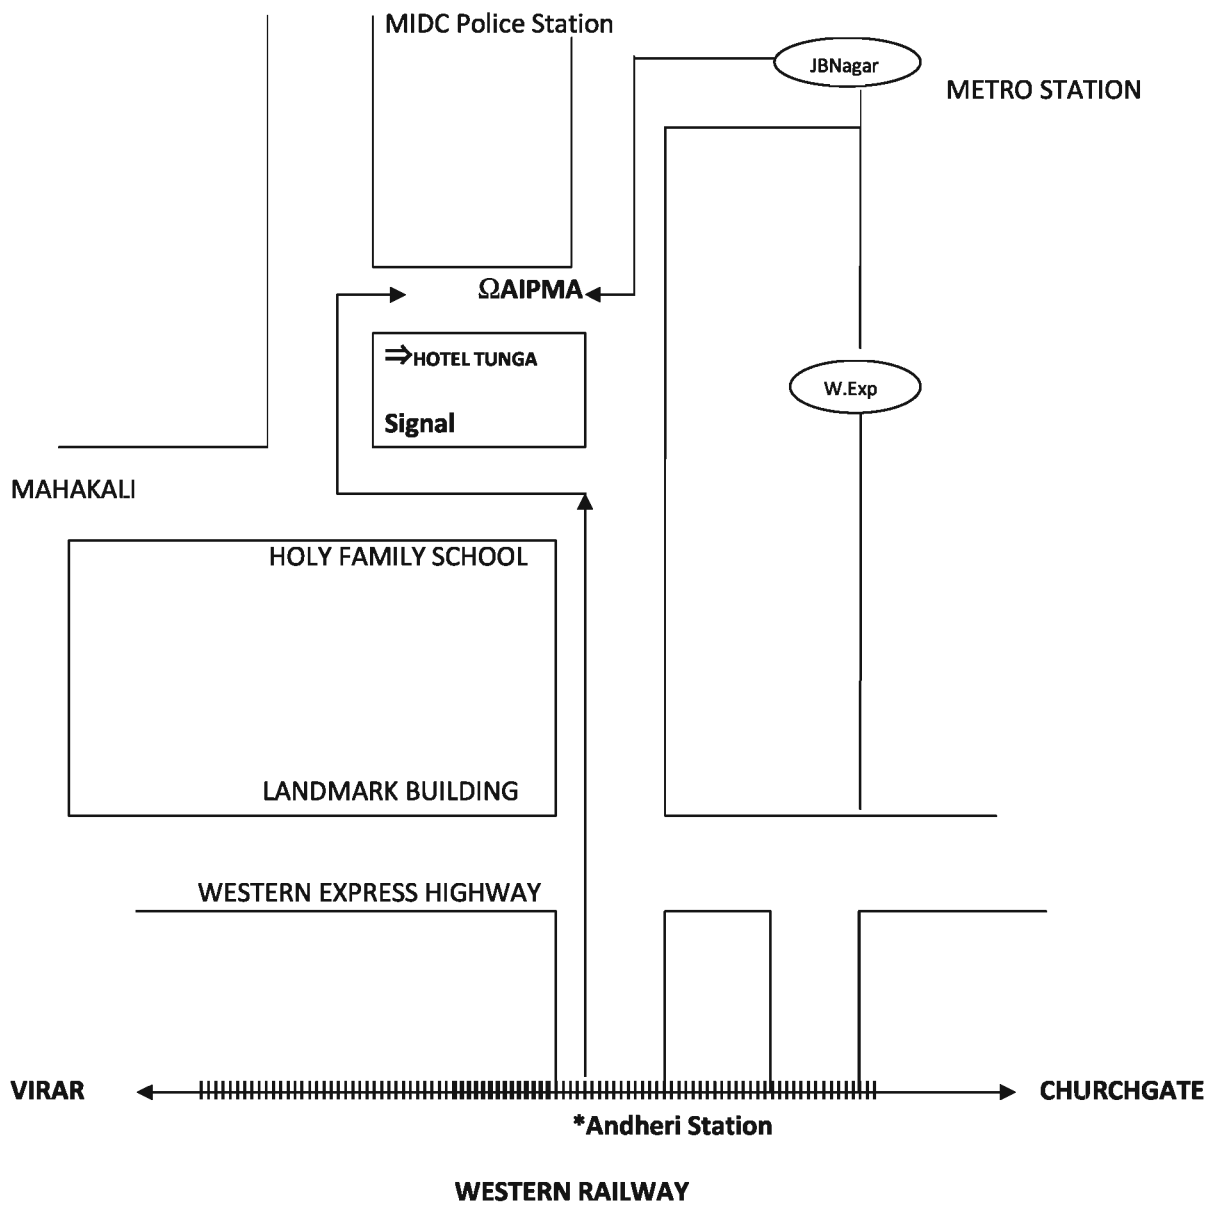 MIDC Police Station
JBNagar
METRO STATION
ΩAIPMA
⇒HOTEL TUNGA
W.Exp
Signal
MAHAKALI
HOLY FAMILY SCHOOL
LANDMARK BUILDING
WESTERN EXPRESS HIGHWAY
VIRAR
CHURCHGATE
*Andheri Station
WESTERN RAILWAY